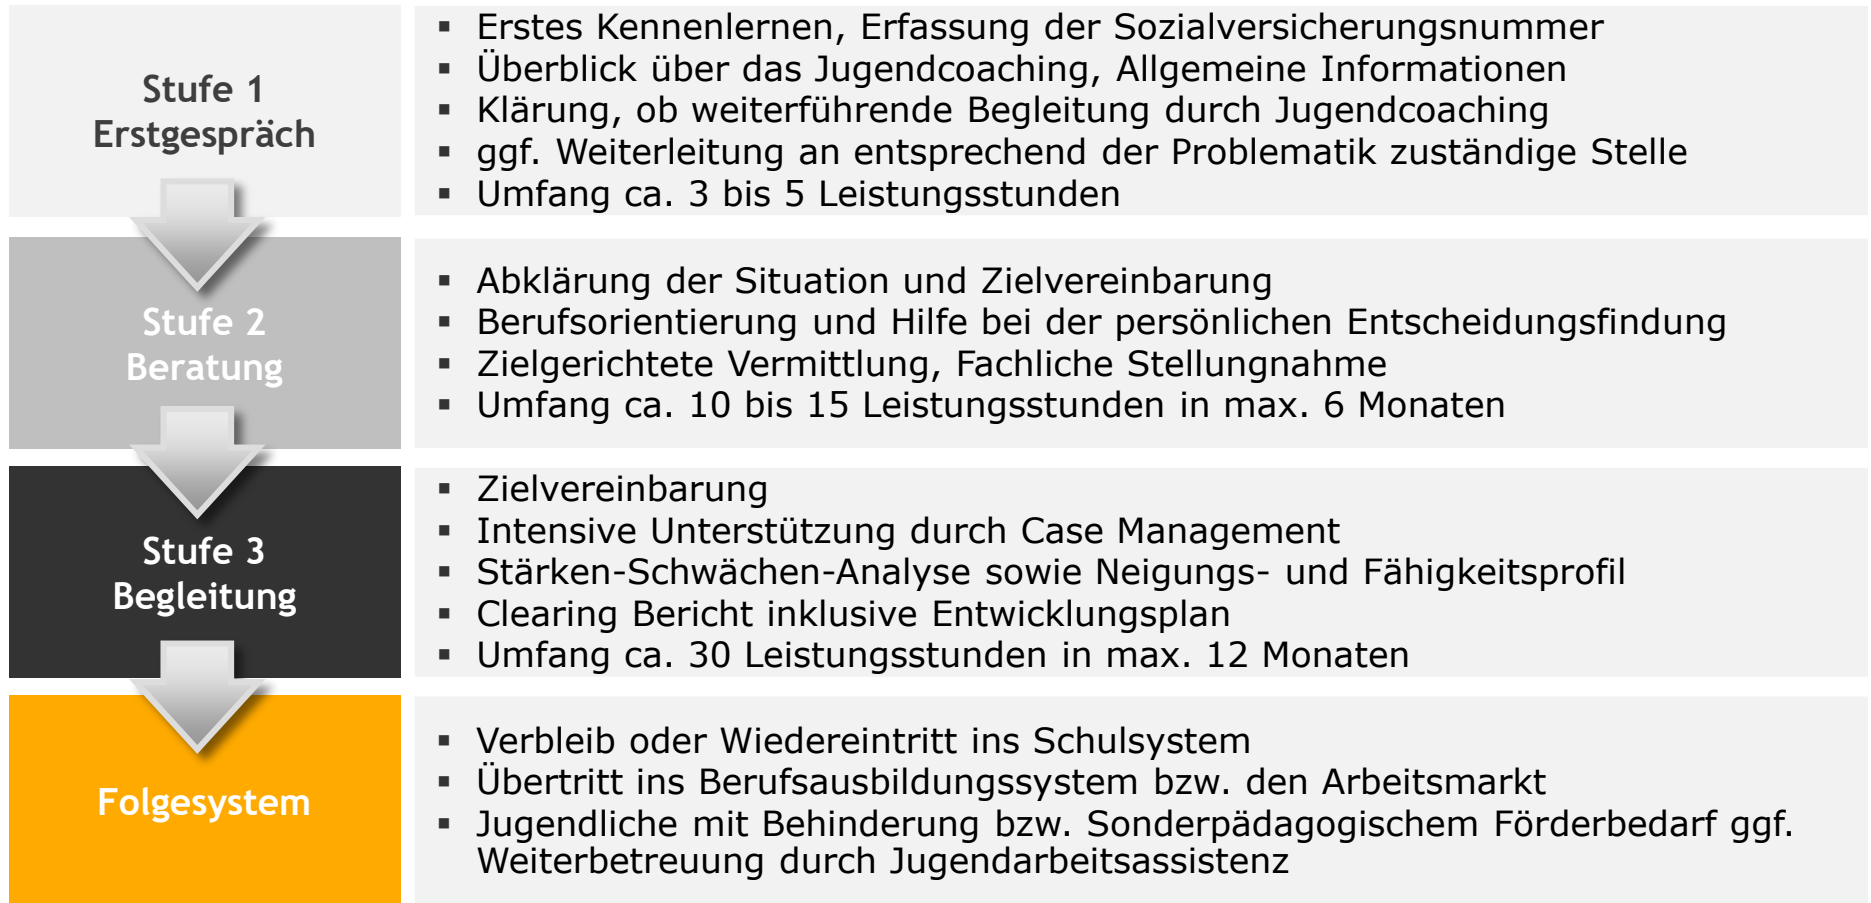 Stufe 1
Erstgespräch
▪ Erstes Kennenlernen, Erfassung der Sozialversicherungsnummer
▪ Überblick über das Jugendcoaching, Allgemeine Informationen
▪ Klärung, ob weiterführende Begleitung durch Jugendcoaching
▪ ggf. Weiterleitung an entsprechend der Problematik zuständige Stelle
▪ Umfang ca. 3 bis 5 Leistungsstunden
Stufe 2
Beratung
▪ Abklärung der Situation und Zielvereinbarung
▪ Berufsorientierung und Hilfe bei der persönlichen Entscheidungsfindung
▪ Zielgerichtete Vermittlung, Fachliche Stellungnahme
▪ Umfang ca. 10 bis 15 Leistungsstunden in max. 6 Monaten
Stufe 3
Begleitung
▪ Zielvereinbarung
▪ Intensive Unterstützung durch Case Management
▪ Stärken-Schwächen-Analyse sowie Neigungs- und Fähigkeitsprofil
▪ Clearing Bericht inklusive Entwicklungsplan
▪ Umfang ca. 30 Leistungsstunden in max. 12 Monaten
Folgesystem
▪ Verbleib oder Wiedereintritt ins Schulsystem
▪ Übertritt ins Berufsausbildungssystem bzw. den Arbeitsmarkt
▪ Jugendliche mit Behinderung bzw. Sonderpädagogischem Förderbedarf ggf.
Weiterbetreuung durch Jugendarbeitsassistenz